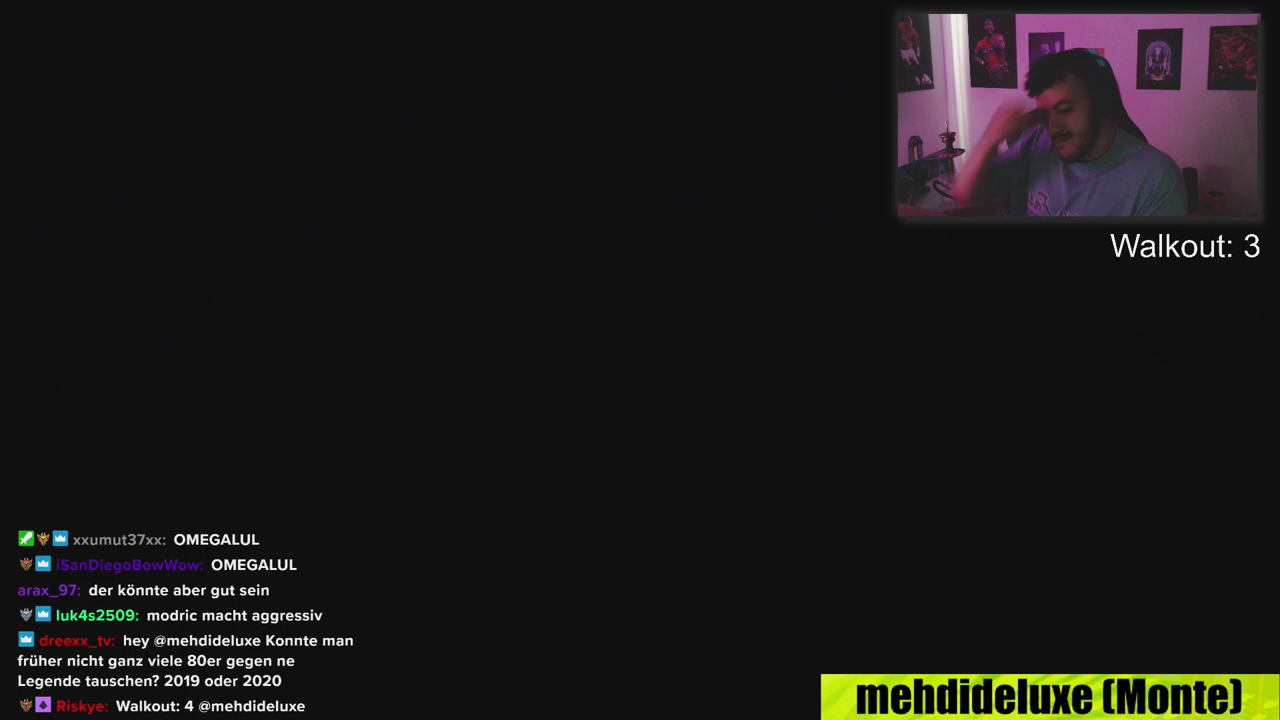 Walkout: 3
xxumut37xx: OMEGALUL
iSanDiegoBowWow: OMEGALUL
arax_97: der könnte aber gut sein
luk4s2509: modric macht aggressiv
dreexx_tv: hey @mehdideluxe Konnte man
früher nicht ganz viele 80er gegen ne
Legende tauschen? 2019 oder 2020
Riskye: Walkout: 4 @mehdideluxe
mehdideluxe (Monte)